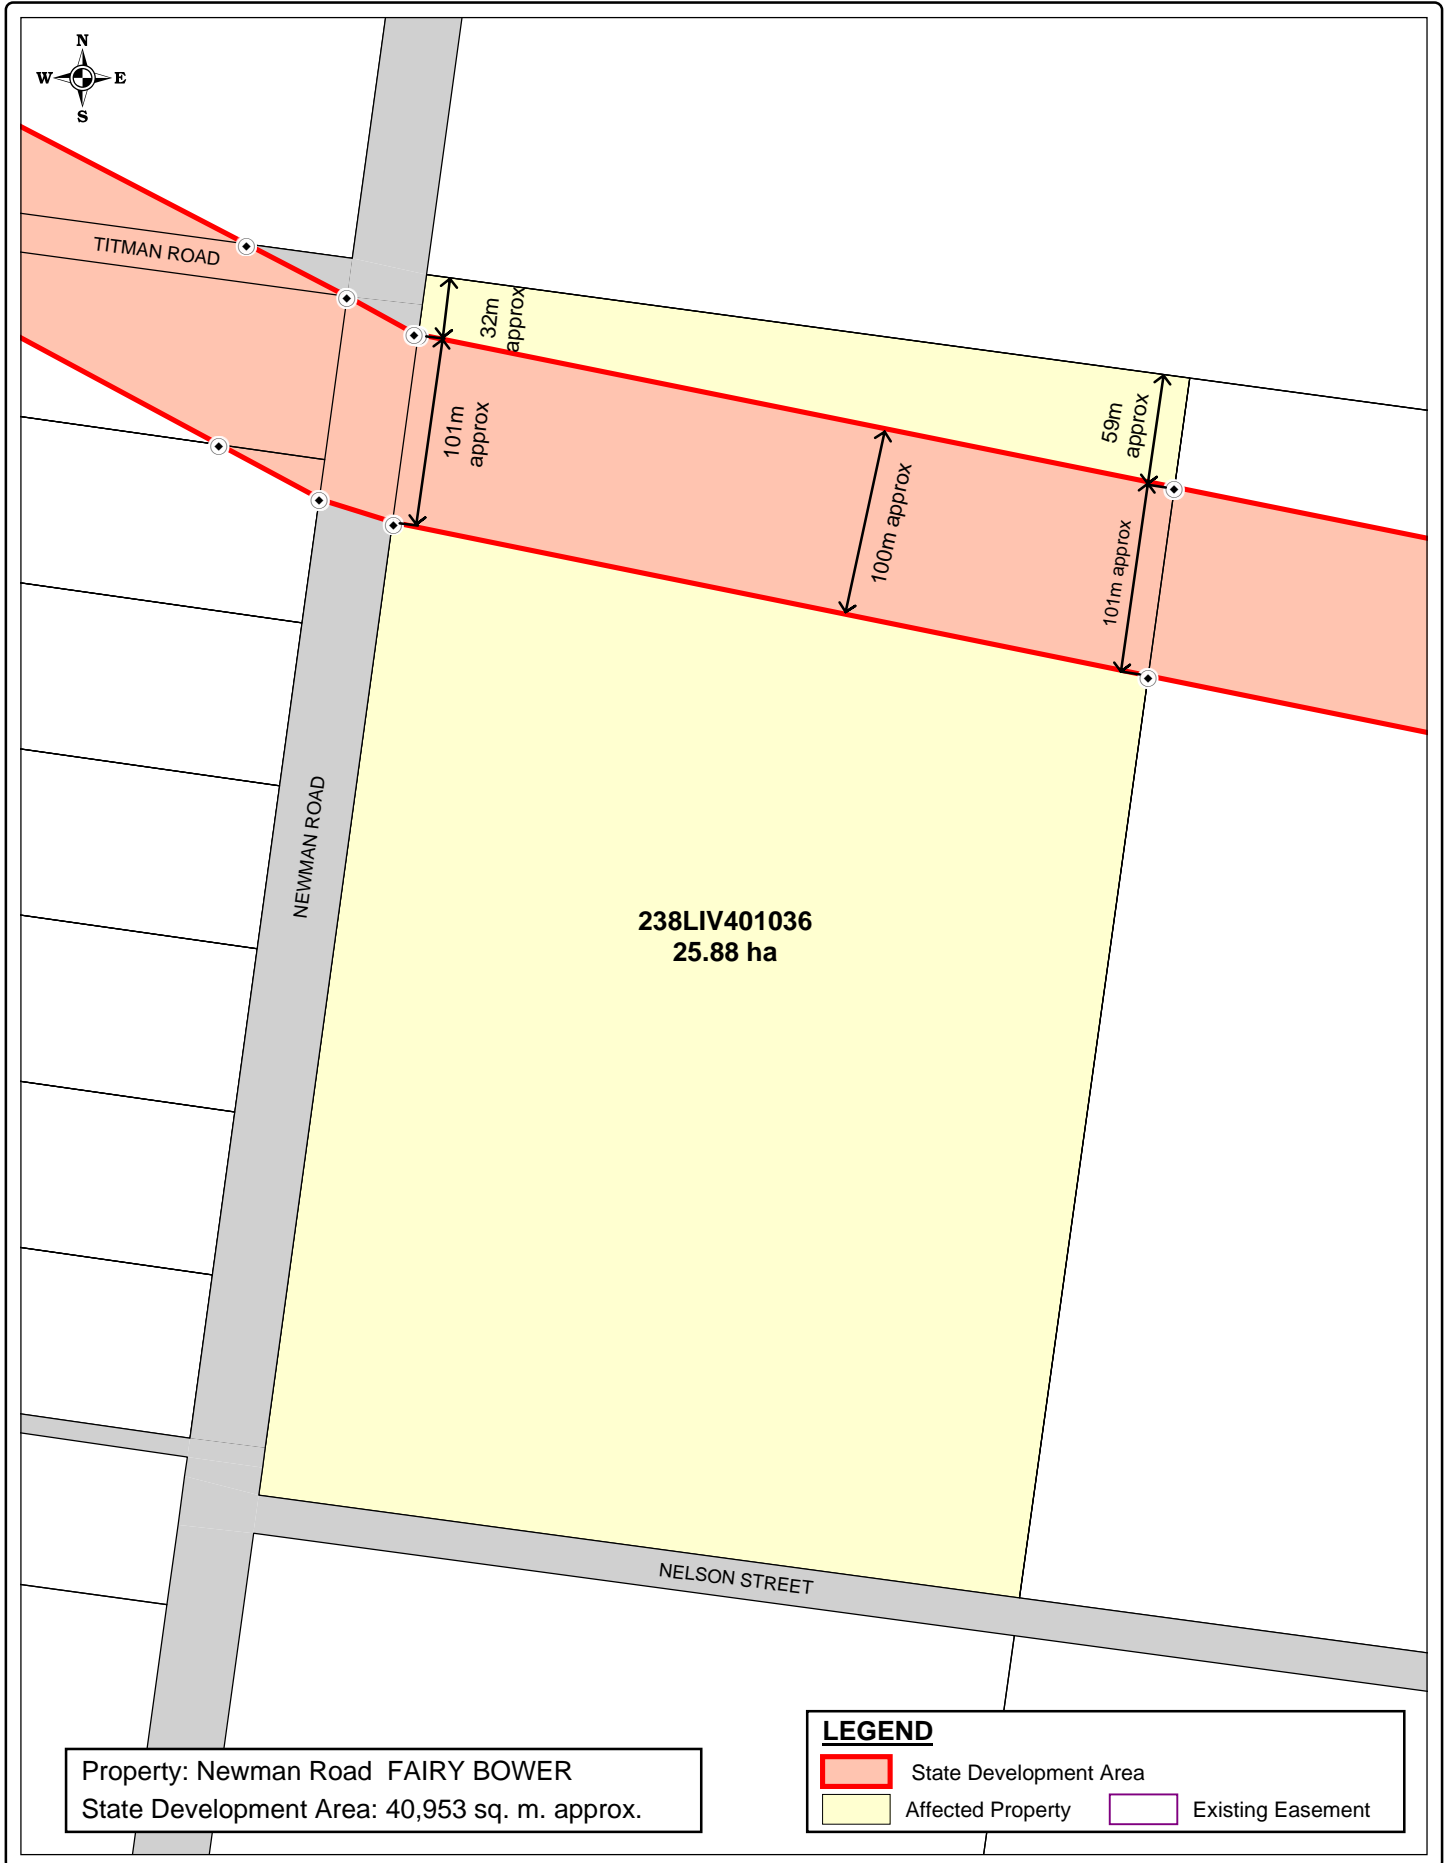 N
W E
S
TITMAN ROAD
32m
approx
101m
approx
59m
approx
100m approx
101m approx
NEWMAN ROAD
238LIV401036
25.88 ha
NELSON STREET
Property: Newman Road FAIRY BOWER
State Development Area: 40,953 sq. m. approx.
LEGEND
State Development Area
Affected Property
Existing Easement